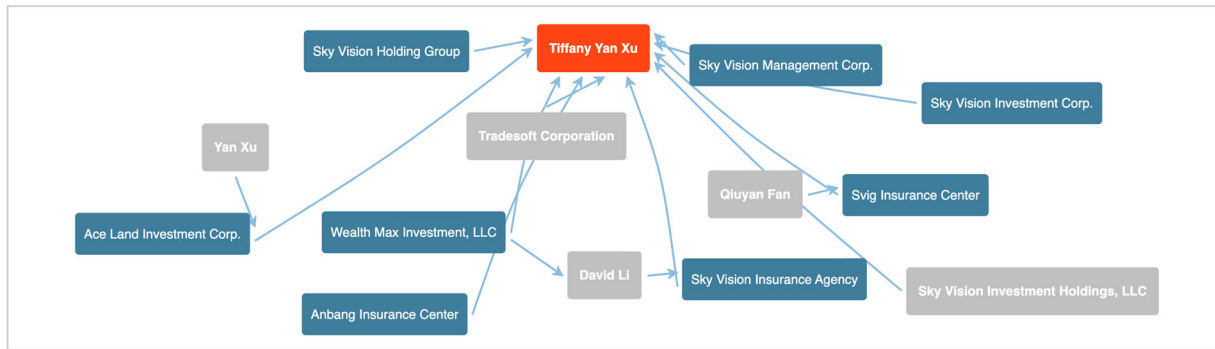 Sky Vision Holding Group
Tiffany Yan Xu
Sky Vision Management Corp.
Sky Vision Investment Corp.
Tradesoft Corporation
Yan Xu
Qiuyan Fan
Svig Insurance Center
Ace Land Investment Corp.
Wealth Max Investment, LLC
David Li
Sky Vision Insurance Agency
Sky Vision Investment Holdings, LLC
Anbang Insurance Center